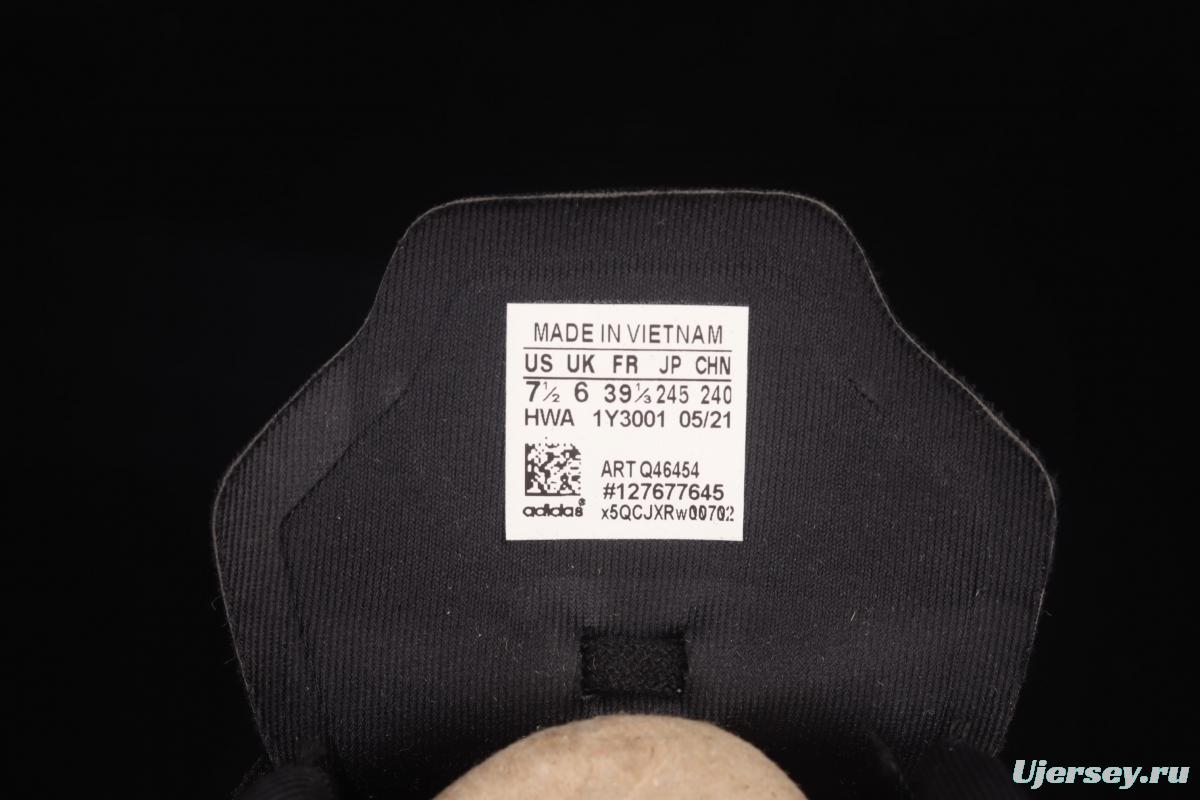 MADE IN VIETNAM
US UK FR JP CHN
7½ 6 39⅓ 245 240
HWA 1Y3001 05/21
ART Q46454
#127677645
adidas® x5QCJXRw00702
Ujersey.ru